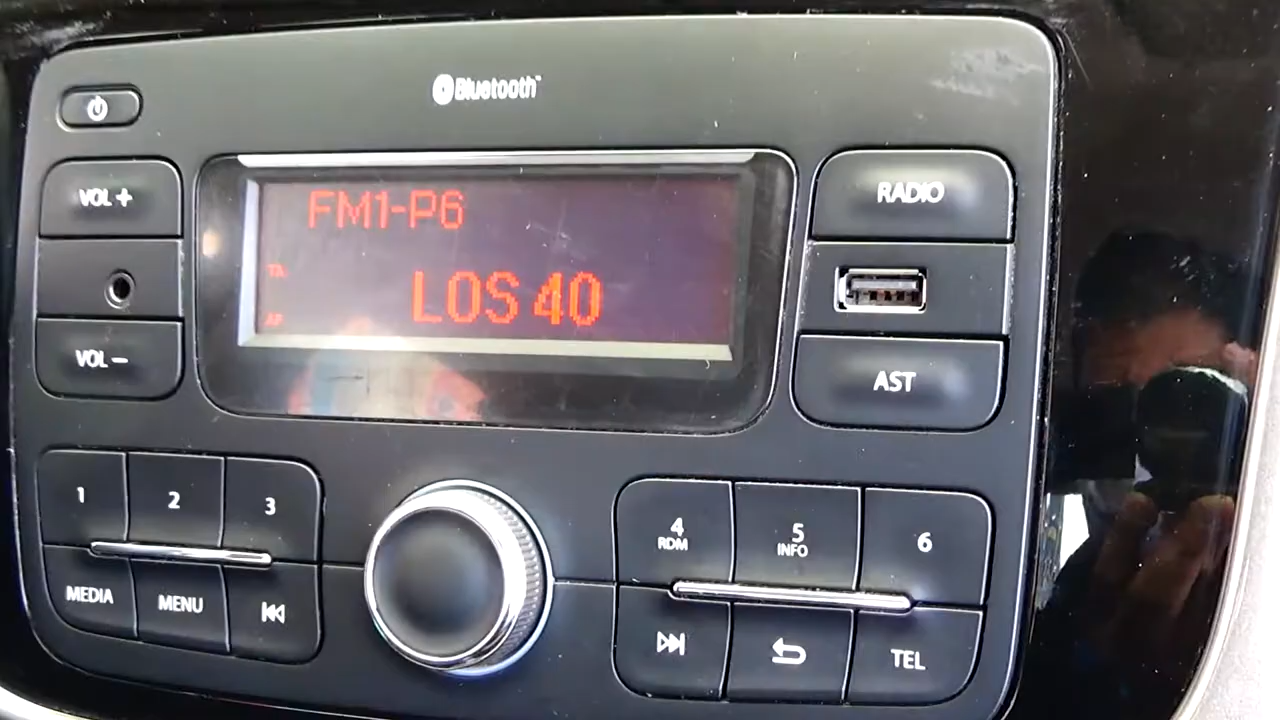 Bluetooth
VOL +
RADIO
FM1-P6
TA
LOS 40
AF
VOL –
AST
1
2
3
4
RDM
5
INFO
6
MEDIA
MENU
TEL